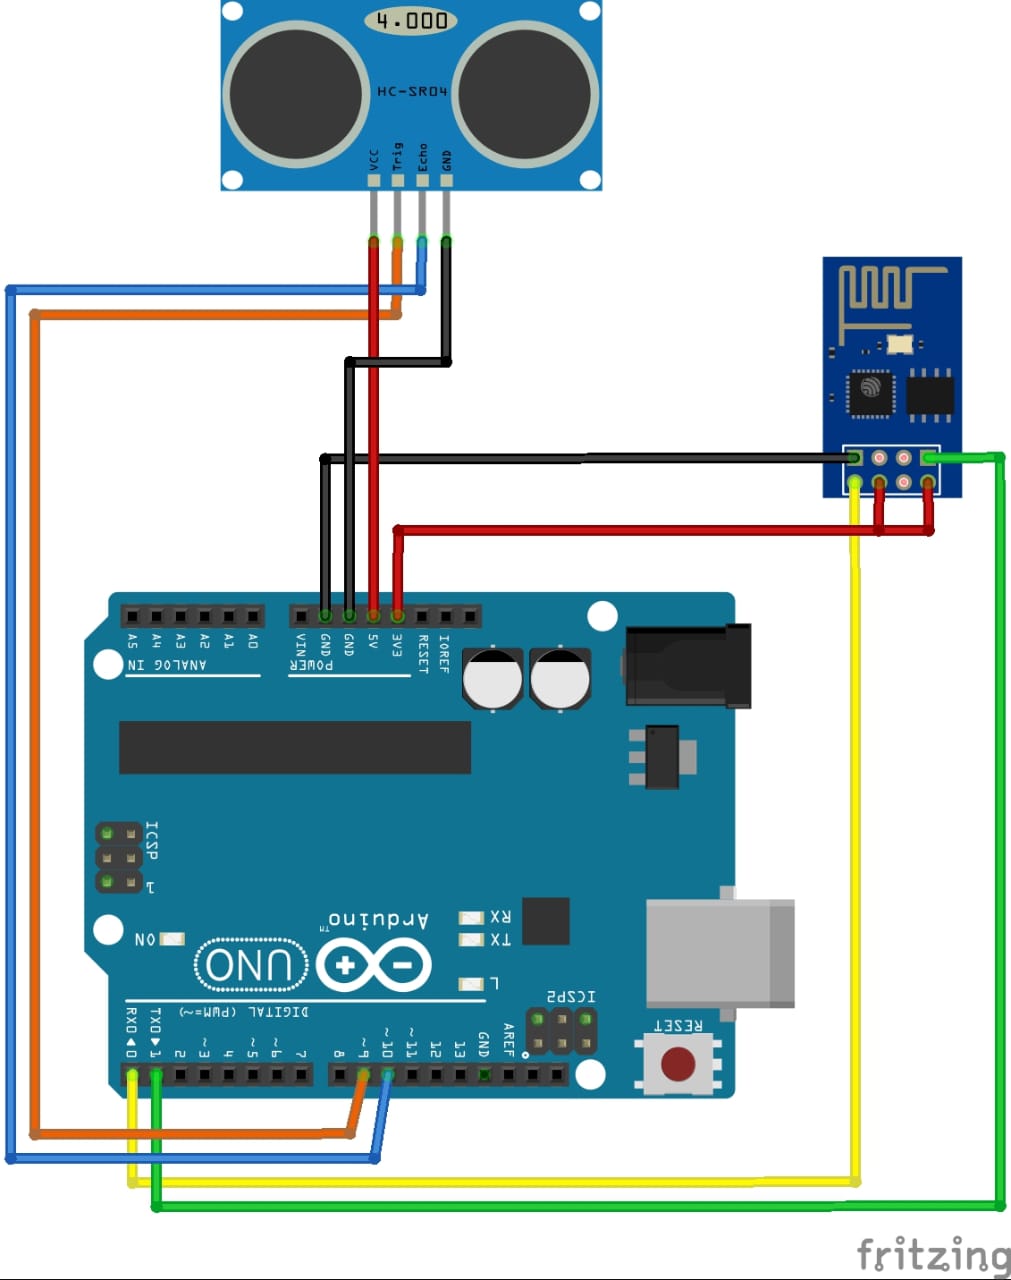 4.000
HC-SR04
VCC
Trig
Echo
GND
A5
A4
A3
A2
A1
A0
ANALOG IN
VIN
GND
GND
5V
3V3
RESET
IOREF
POWER
ICSP
1
ON
UNO
Arduino
TM
RX
TX
L
ICSP2
RESET
DIGITAL (PWM=~)
RX0 ◀ 0
TX0 ▶ 1
2
~3
4
~5
~6
7
8
~9
~10
~11
12
13
GND
AREF
fritzing